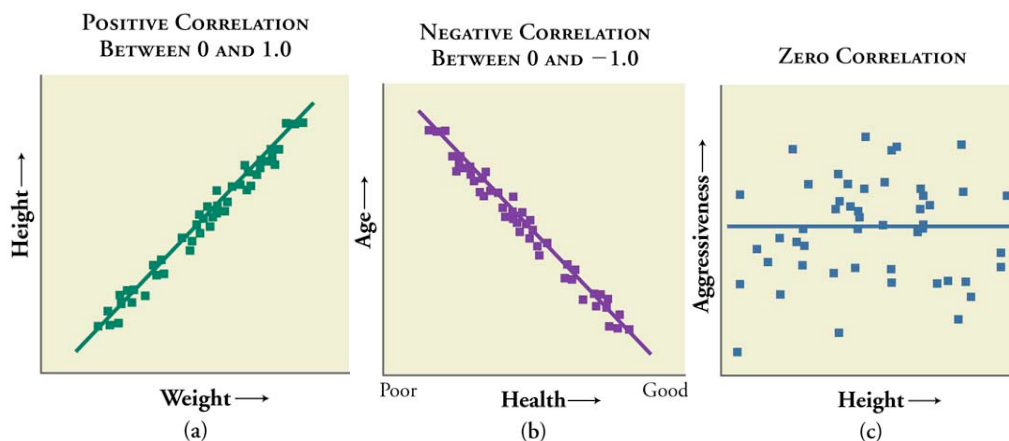 POSITIVE CORRELATION
BETWEEN 0 AND 1.0
Height
Weight
(a)
NEGATIVE CORRELATION
BETWEEN 0 AND −1.0
Age
Poor
Good
Health
(b)
ZERO CORRELATION
Aggressiveness
Height
(c)